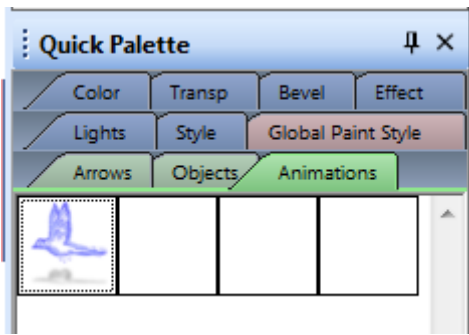 Quick Palette
Color Transp Bevel Effect
Lights Style Global Paint Style
Arrows Objects Animations